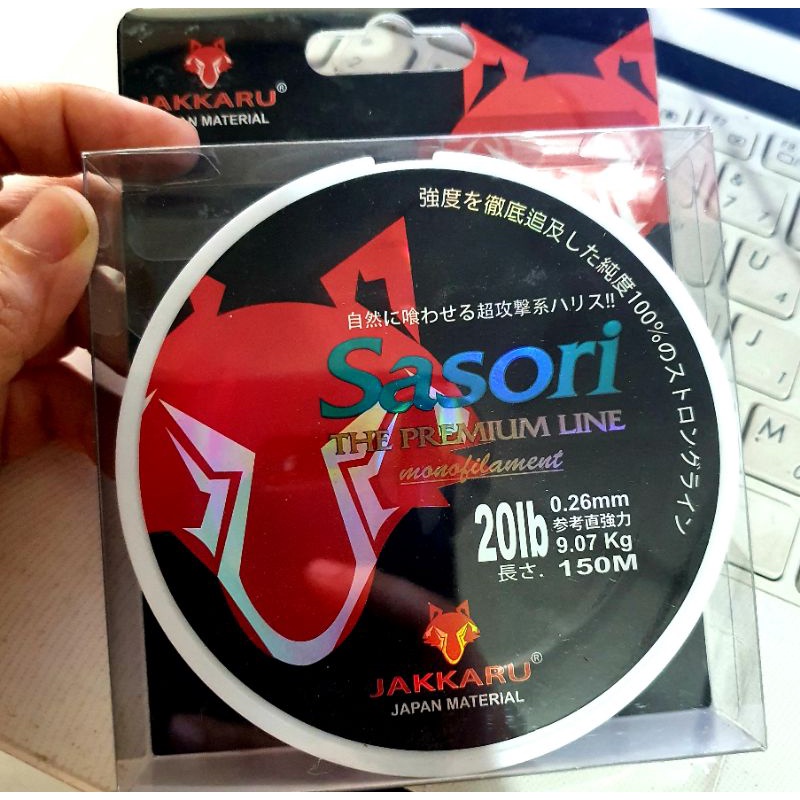 JAKKARU®
JAPAN MATERIAL
強度を徹底追及した純度100%のストロングライン
自然に喰わせる超攻撃系ハリス!!
Sasori
THE PREMIUM LINE
monofilament
20lb
0.26mm
参考直強力
9.07 Kg
長さ. 150M
JAKKARU®
JAPAN MATERIAL
&
7
U
4
J
M